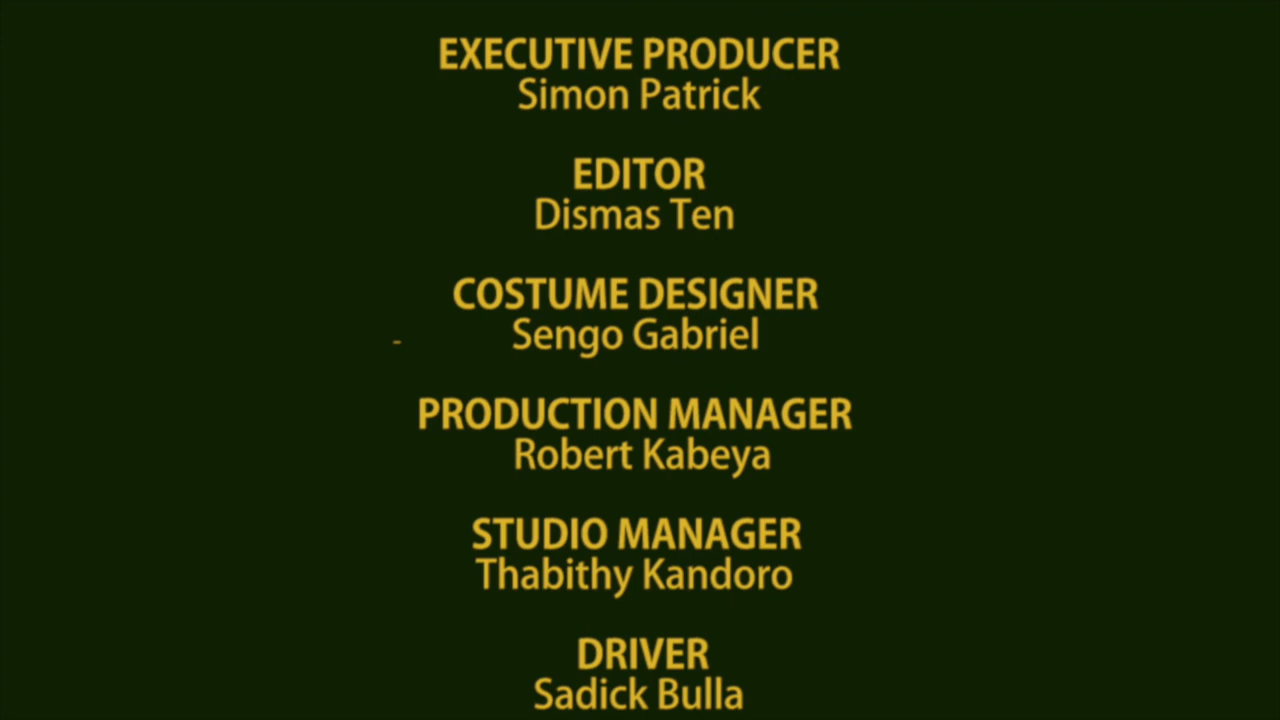 EXECUTIVE PRODUCER
Simon Patrick
EDITOR
Dismas Ten
COSTUME DESIGNER
Sengo Gabriel
-
PRODUCTION MANAGER
Robert Kabeya
STUDIO MANAGER
Thabithy Kandoro
DRIVER
Sadick Bulla